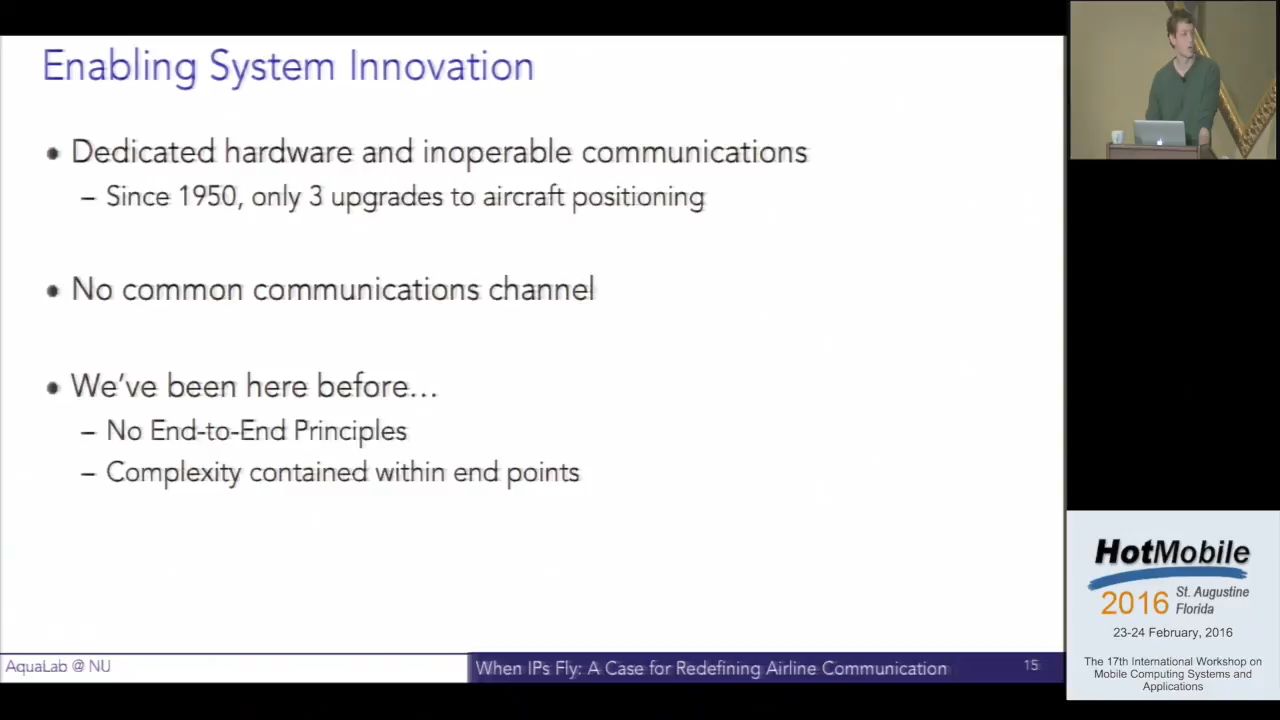 Enabling System Innovation
• Dedicated hardware and inoperable communications
– Since 1950, only 3 upgrades to aircraft positioning
• No common communications channel
• We've been here before…
– No End-to-End Principles
– Complexity contained within end points
AquaLab @ NU
When IPs Fly: A Case for Redefining Airline Communication
15
HotMobile
2016
St. Augustine
Florida
23-24 February, 2016
The 17th International Workshop on
Mobile Computing Systems and
Applications